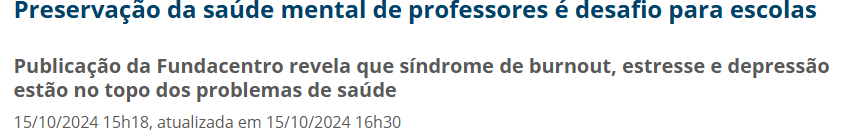 Preservação da saúde mental de professores é desafio para escolas
Publicação da Fundacentro revela que síndrome de burnout, estresse e depressão
estão no topo dos problemas de saúde
15/10/2024 15h18, atualizada em 15/10/2024 16h30